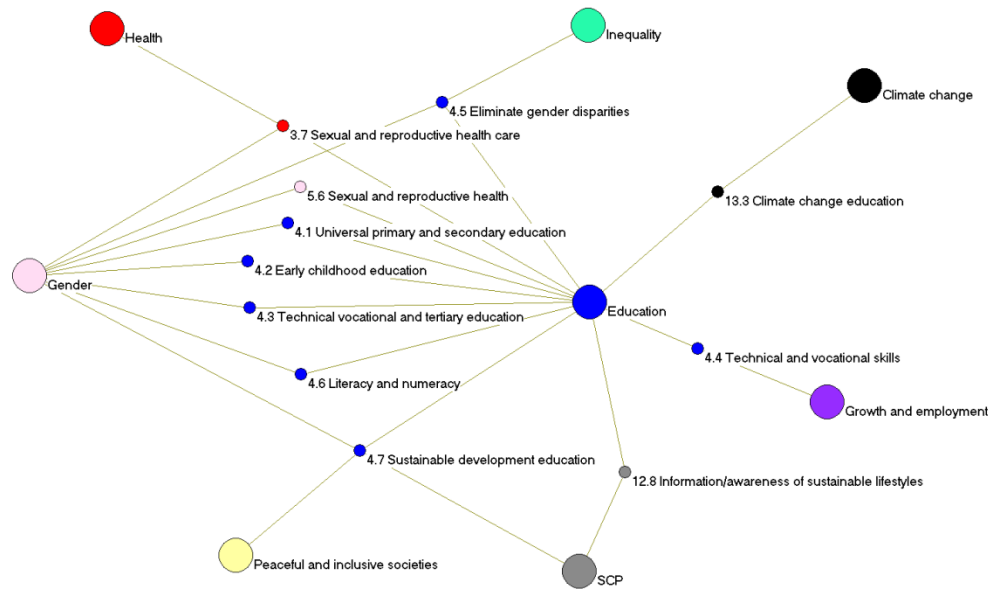 Health
Inequality
Climate change
4.5 Eliminate gender disparities
3.7 Sexual and reproductive health care
5.6 Sexual and reproductive health
13.3 Climate change education
4.1 Universal primary and secondary education
4.2 Early childhood education
Gender
Education
4.3 Technical vocational and tertiary education
4.4 Technical and vocational skills
4.6 Literacy and numeracy
Growth and employment
4.7 Sustainable development education
12.8 Information/awareness of sustainable lifestyles
Peaceful and inclusive societies
SCP